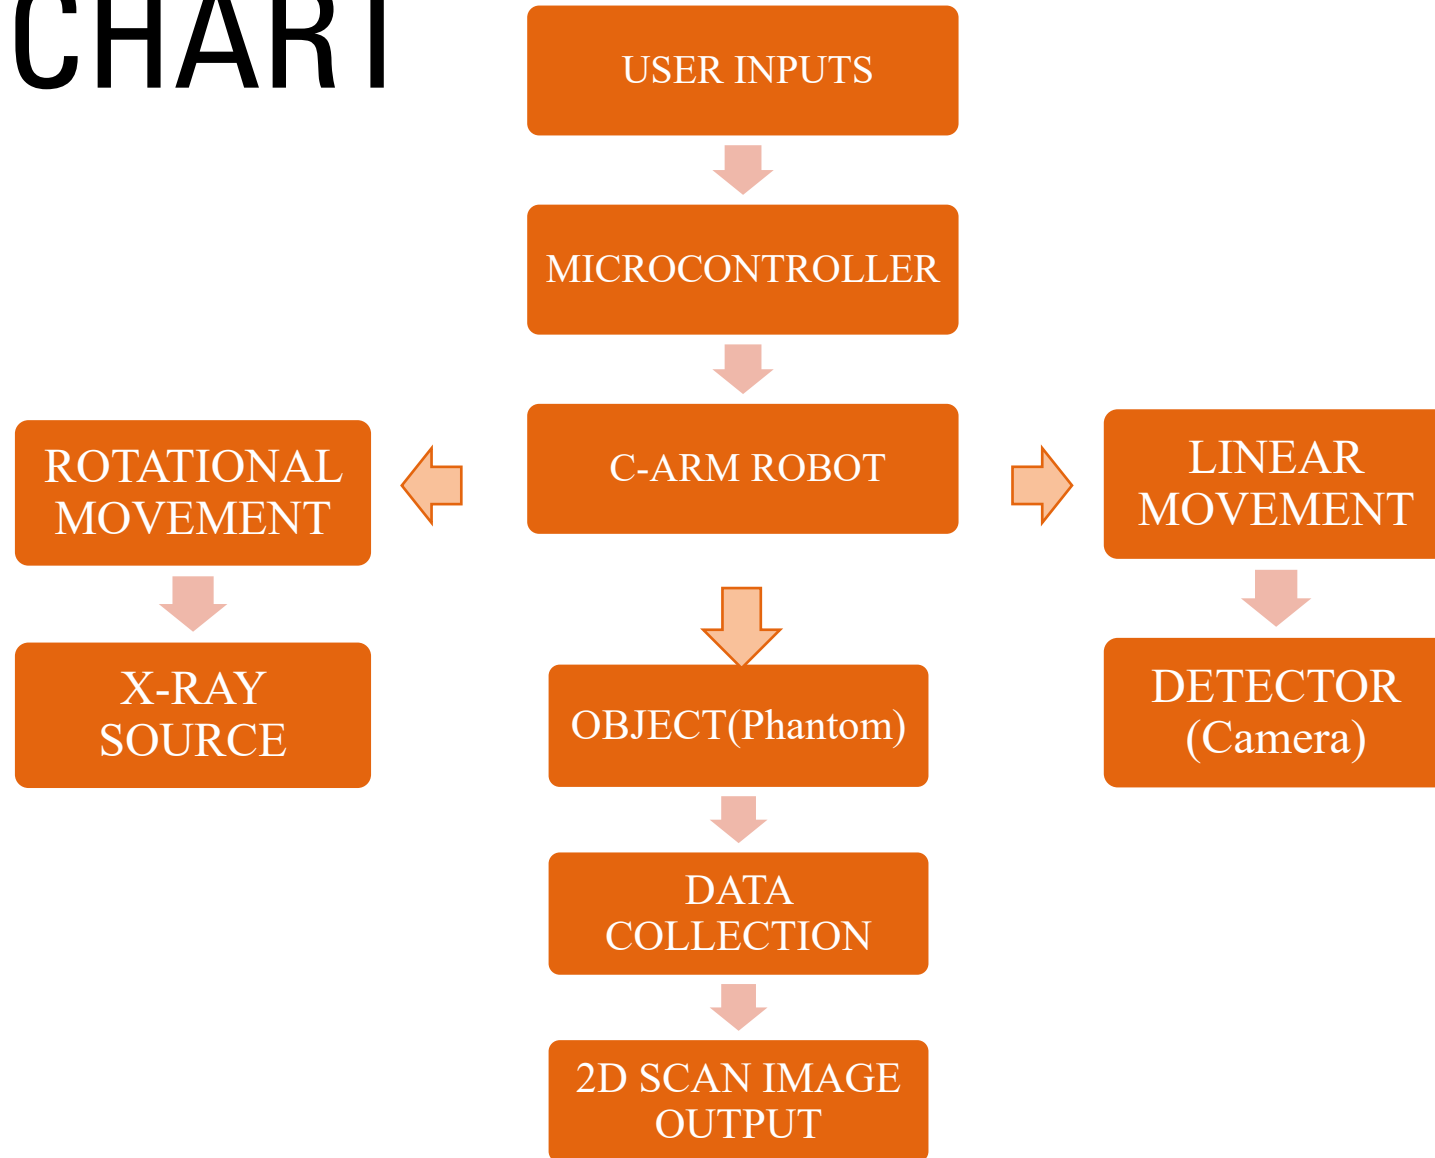 CHART
USER INPUTS
MICROCONTROLLER
C-ARM ROBOT
ROTATIONAL
MOVEMENT
X-RAY
SOURCE
LINEAR
MOVEMENT
DETECTOR
(Camera)
OBJECT(Phantom)
DATA
COLLECTION
2D SCAN IMAGE
OUTPUT